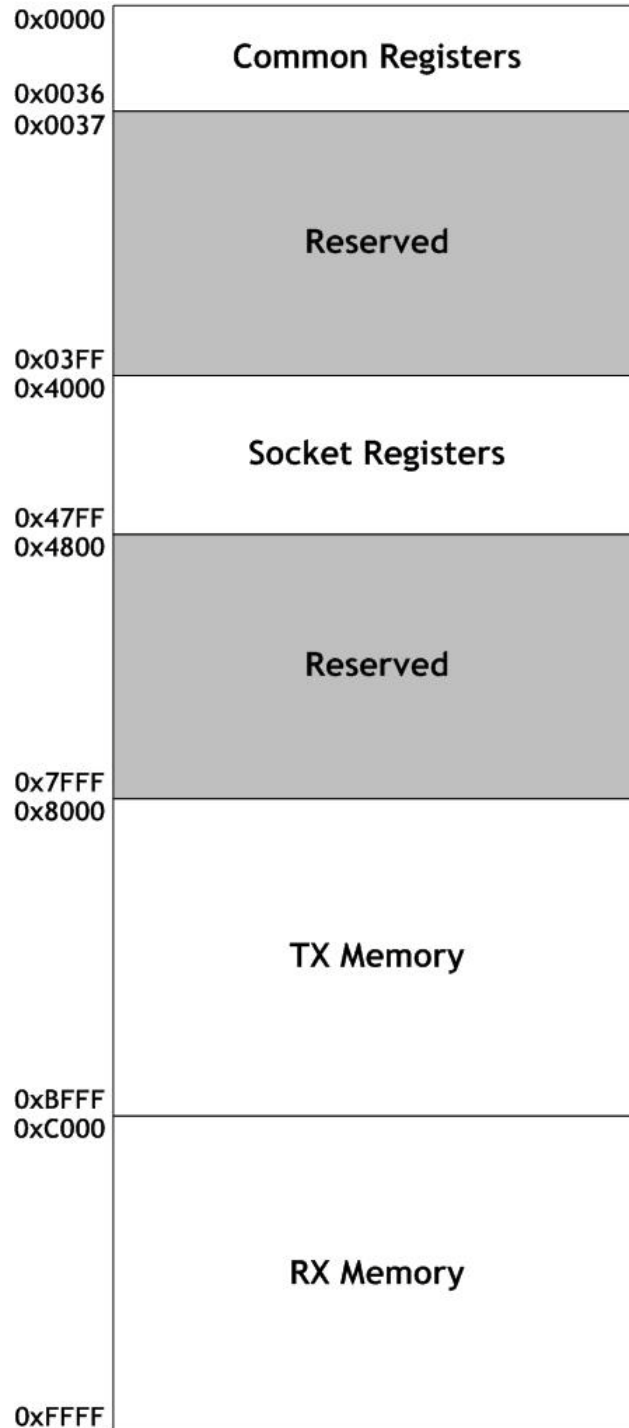 0x0000
Common Registers
0x0036
0x0037
Reserved
0x03FF
0x4000
Socket Registers
0x47FF
0x4800
Reserved
0x7FFF
0x8000
TX Memory
0xBFFF
0xC000
RX Memory
0xFFFF